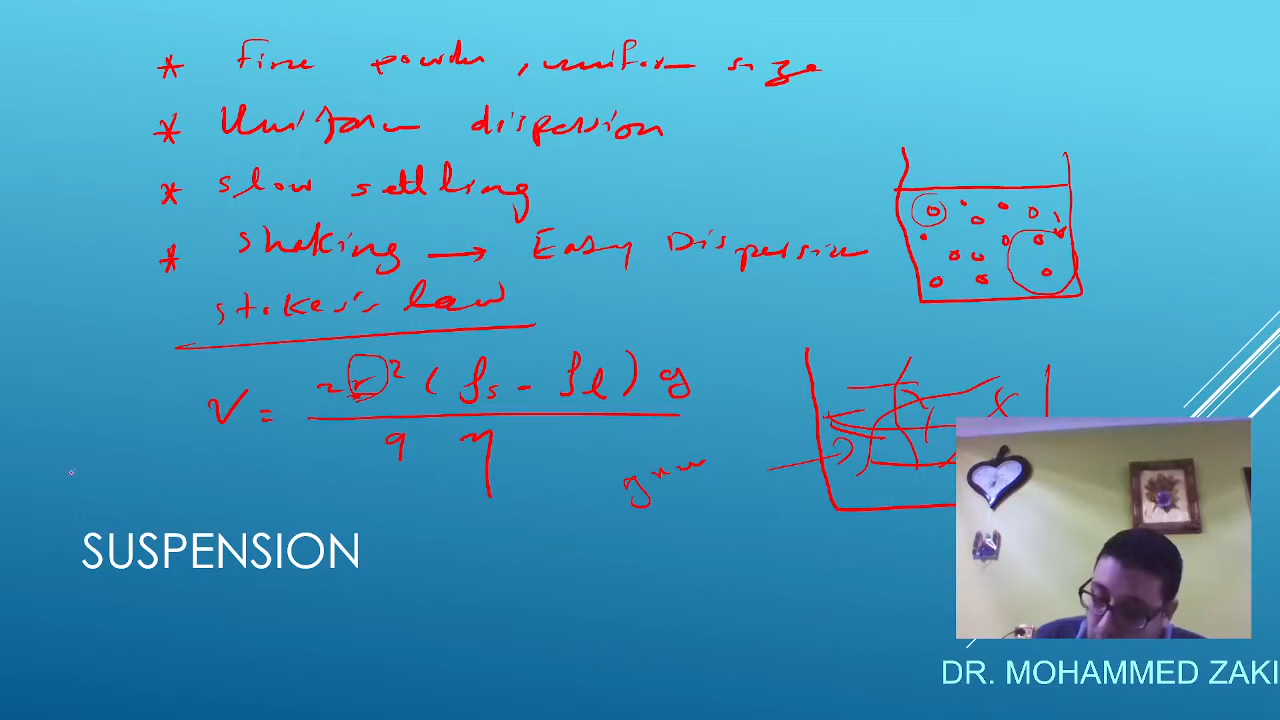 * fine powder , uniform size
* Uniform dispersion
* slow settling
* shaking → Easy Dispersion
stokes's law
V = 2r² (ρs - ρl) g / 9 η
SUSPENSION
DR. MOHAMMED ZAKI